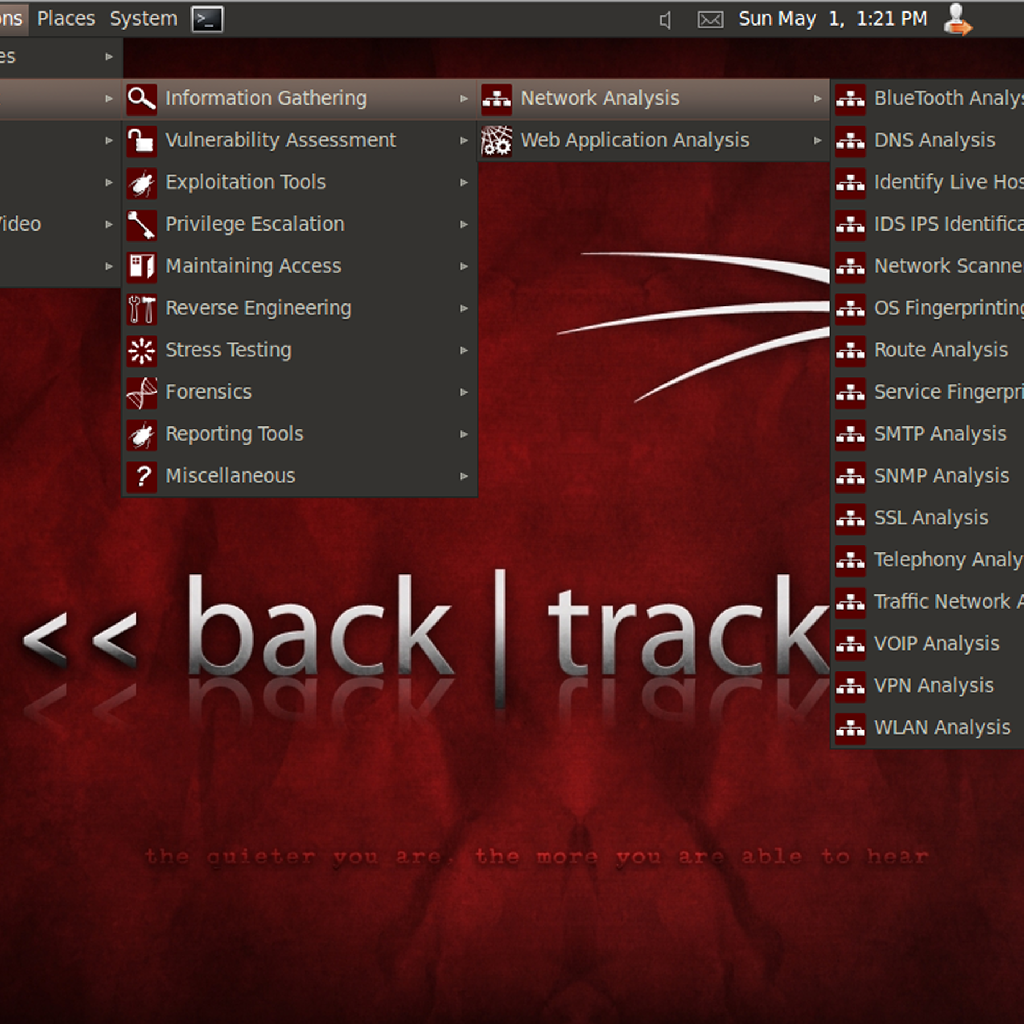 ons Places System >_ Sun May 1, 1:21 PM
es
Information Gathering
Vulnerability Assessment
Exploitation Tools
Video
Privilege Escalation
Maintaining Access
Reverse Engineering
Stress Testing
Forensics
Reporting Tools
? Miscellaneous
Network Analysis
Web Application Analysis
BlueTooth Analys
DNS Analysis
Identify Live Hos
IDS IPS Identifica
Network Scanne
OS Fingerprinting
Route Analysis
Service Fingerpri
SMTP Analysis
SNMP Analysis
SSL Analysis
Telephony Analy
Traffic Network A
VOIP Analysis
VPN Analysis
WLAN Analysis
<< back | track
the quieter you are, the more you are able to hear